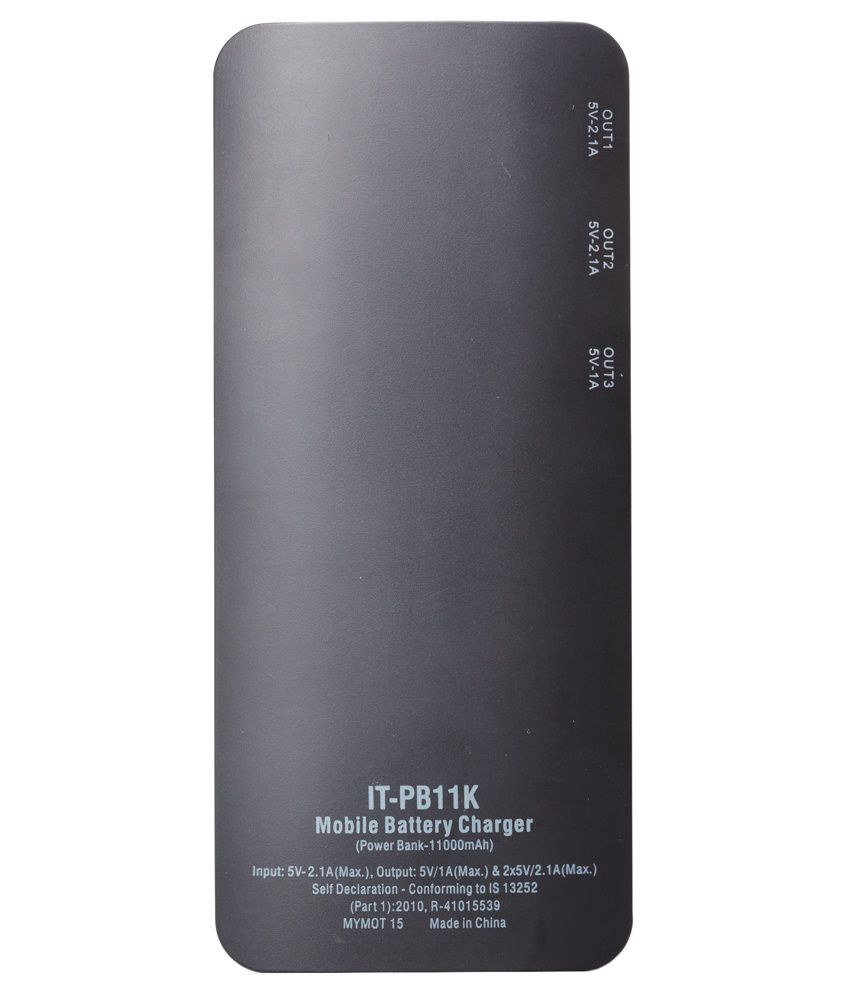 OUT1
5V-2.1A
OUT2
5V-2.1A
OUT3
5V-1A
IT-PB11K
Mobile Battery Charger
(Power Bank-11000mAh)
Input: 5V-2.1A(Max.), Output: 5V/1A(Max.) & 2x5V/2.1A(Max.)
Self Declaration - Conforming to IS 13252
(Part 1):2010, R-41015539
MYMOT 15 Made in China